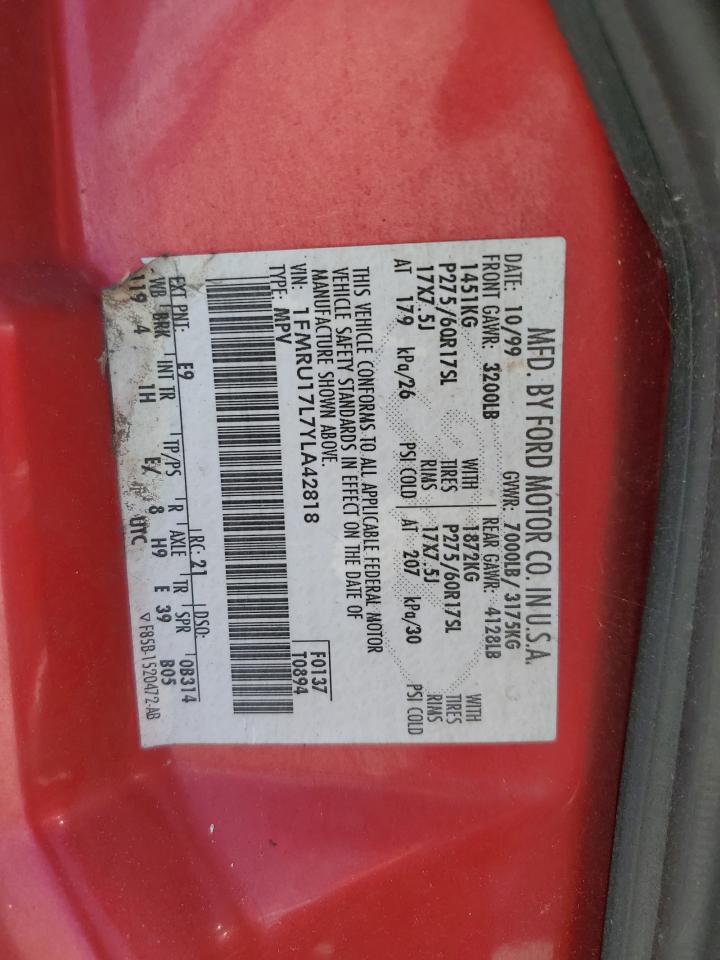 MFD. BY FORD MOTOR CO. IN U.S.A.
DATE: 10/99 GVWR: 7000LB/ 3175KG
FRONT GAWR: 3200LB REAR GAWR: 4128LB
1451KG WITH 1872KG WITH
P275/60R17SL TIRES P275/60R17SL TIRES
17X7.5J RIMS 17X7.5J RIMS
AT 179 kPa/26 PSI COLD AT 207 kPa/30 PSI COLD
THIS VEHICLE CONFORMS TO ALL APPLICABLE FEDERAL MOTOR
VEHICLE SAFETY STANDARDS IN EFFECT ON THE DATE OF
MANUFACTURE SHOWN ABOVE.
VIN: 1FMRU17L7YLA42818 F0137
TYPE: MPV T0894
EXT PNT: E9 RC: 21 DSO: 0B314
WB BRK INT TR TP/PS R AXLE TR SPR B05
119 4 1H 8 H9 E 39
UTC ▽ F85B-1520472-AB